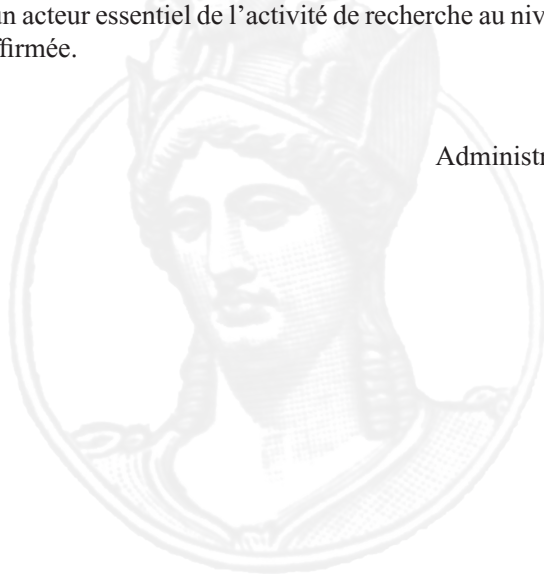 un acteur essentiel de l’activité de recherche au niv
ffirmée.
Administr